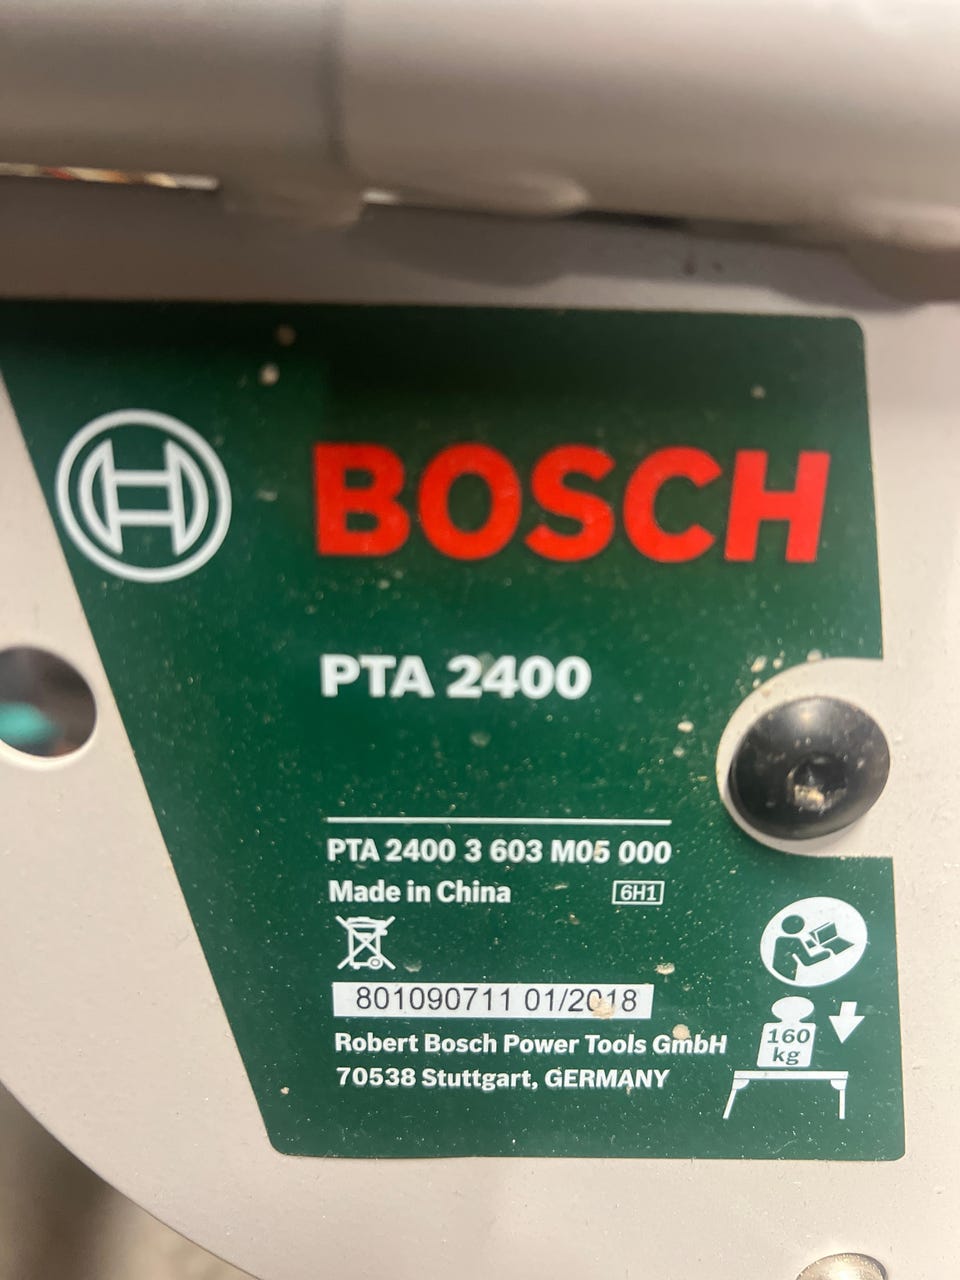 BOSCH
PTA 2400
PTA 2400 3 603 M05 000
Made in China 6H1
801090711 01/2018
Robert Bosch Power Tools GmbH
70538 Stuttgart, GERMANY
160
kg